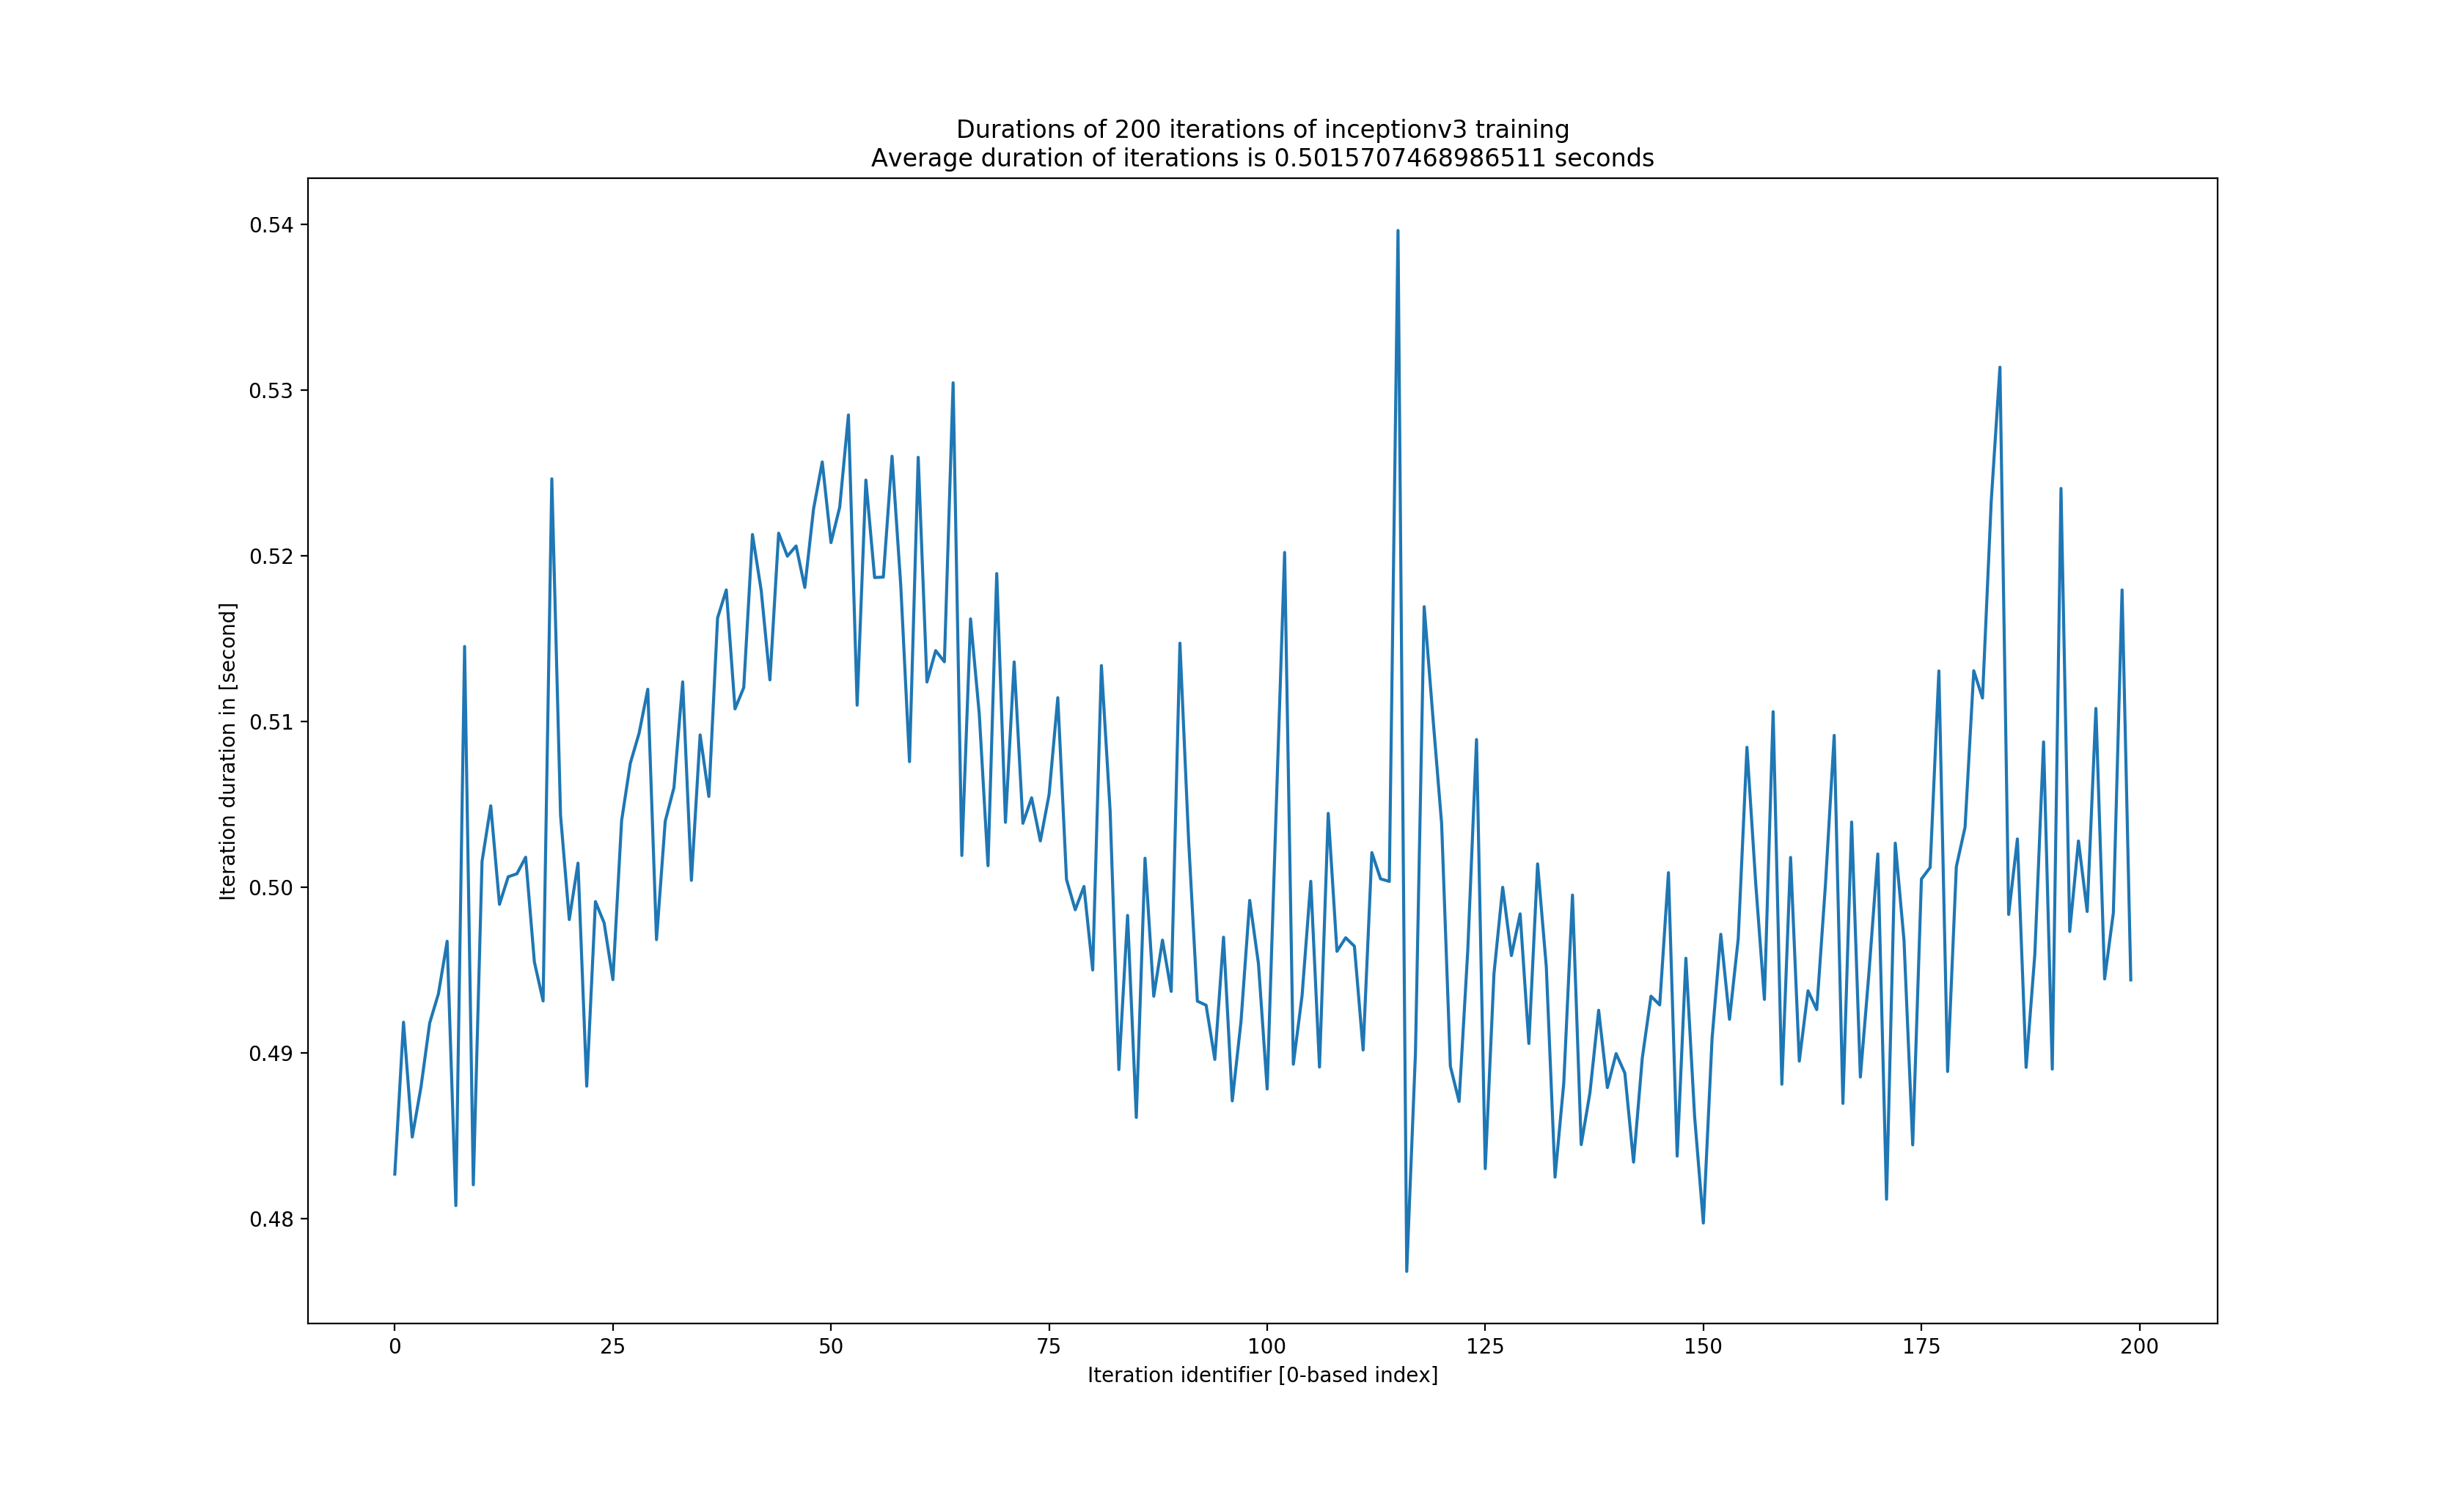 Durations of 200 iterations of inceptionv3 training
Average duration of iterations is 0.5015707468986511 seconds
0.54
0.53
0.52
0.51
0.50
0.49
0.48
Iteration duration in [second]
0 25 50 75 100 125 150 175 200
Iteration identifier [0-based index]